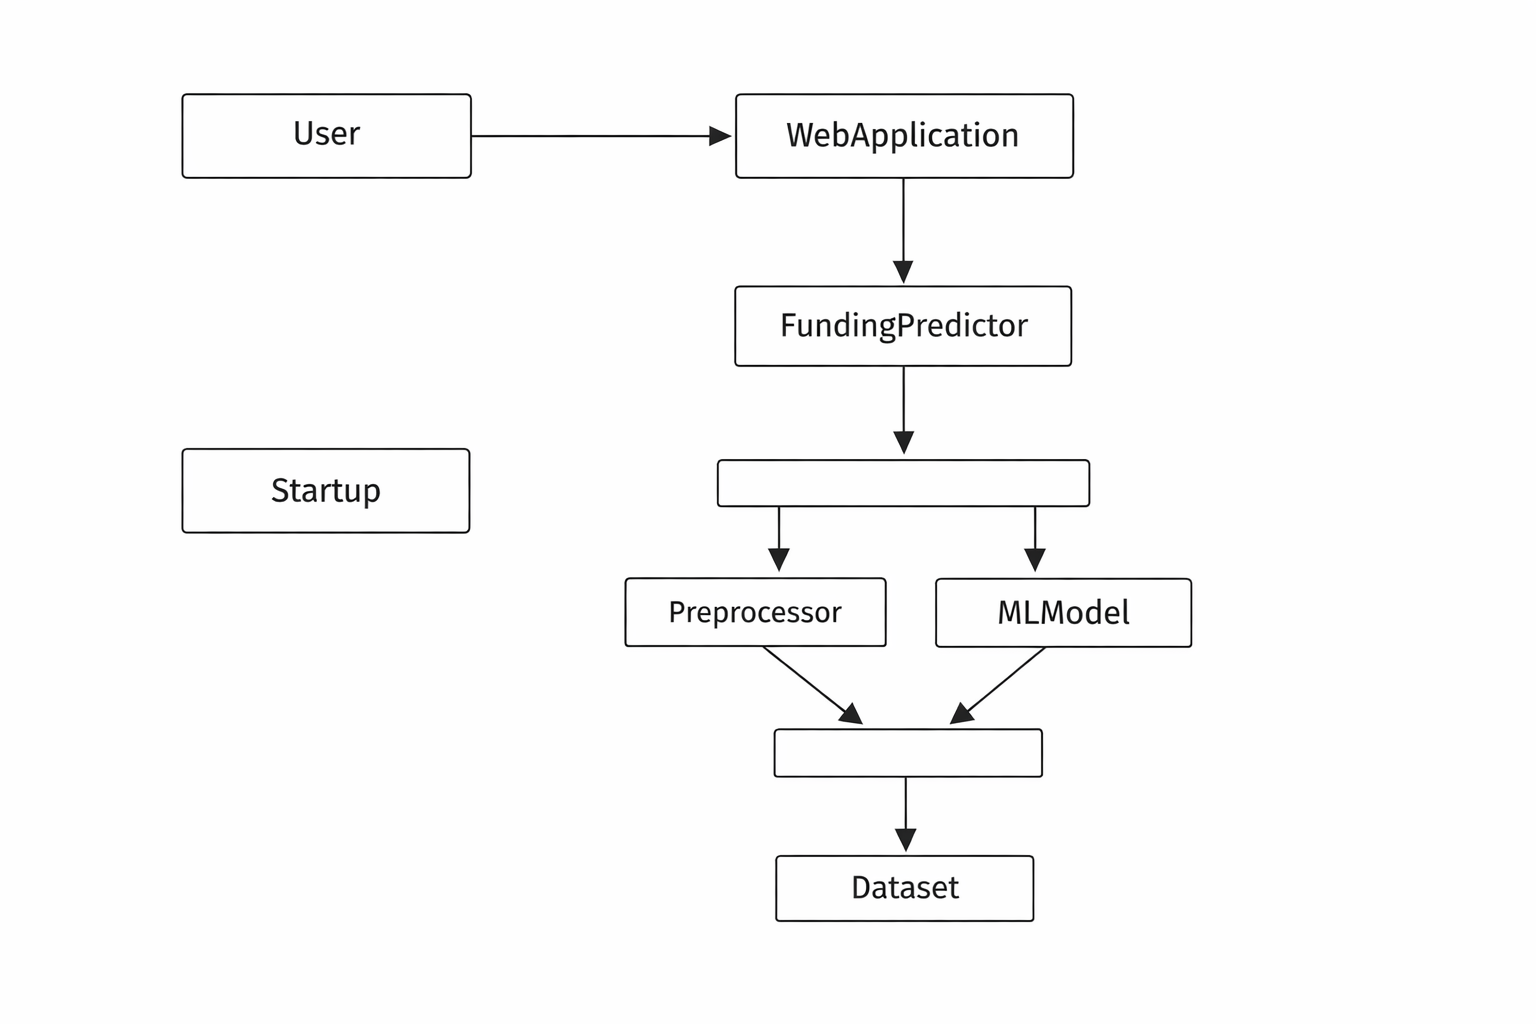 User
WebApplication
FundingPredictor
Startup
Preprocessor
MLModel
Dataset